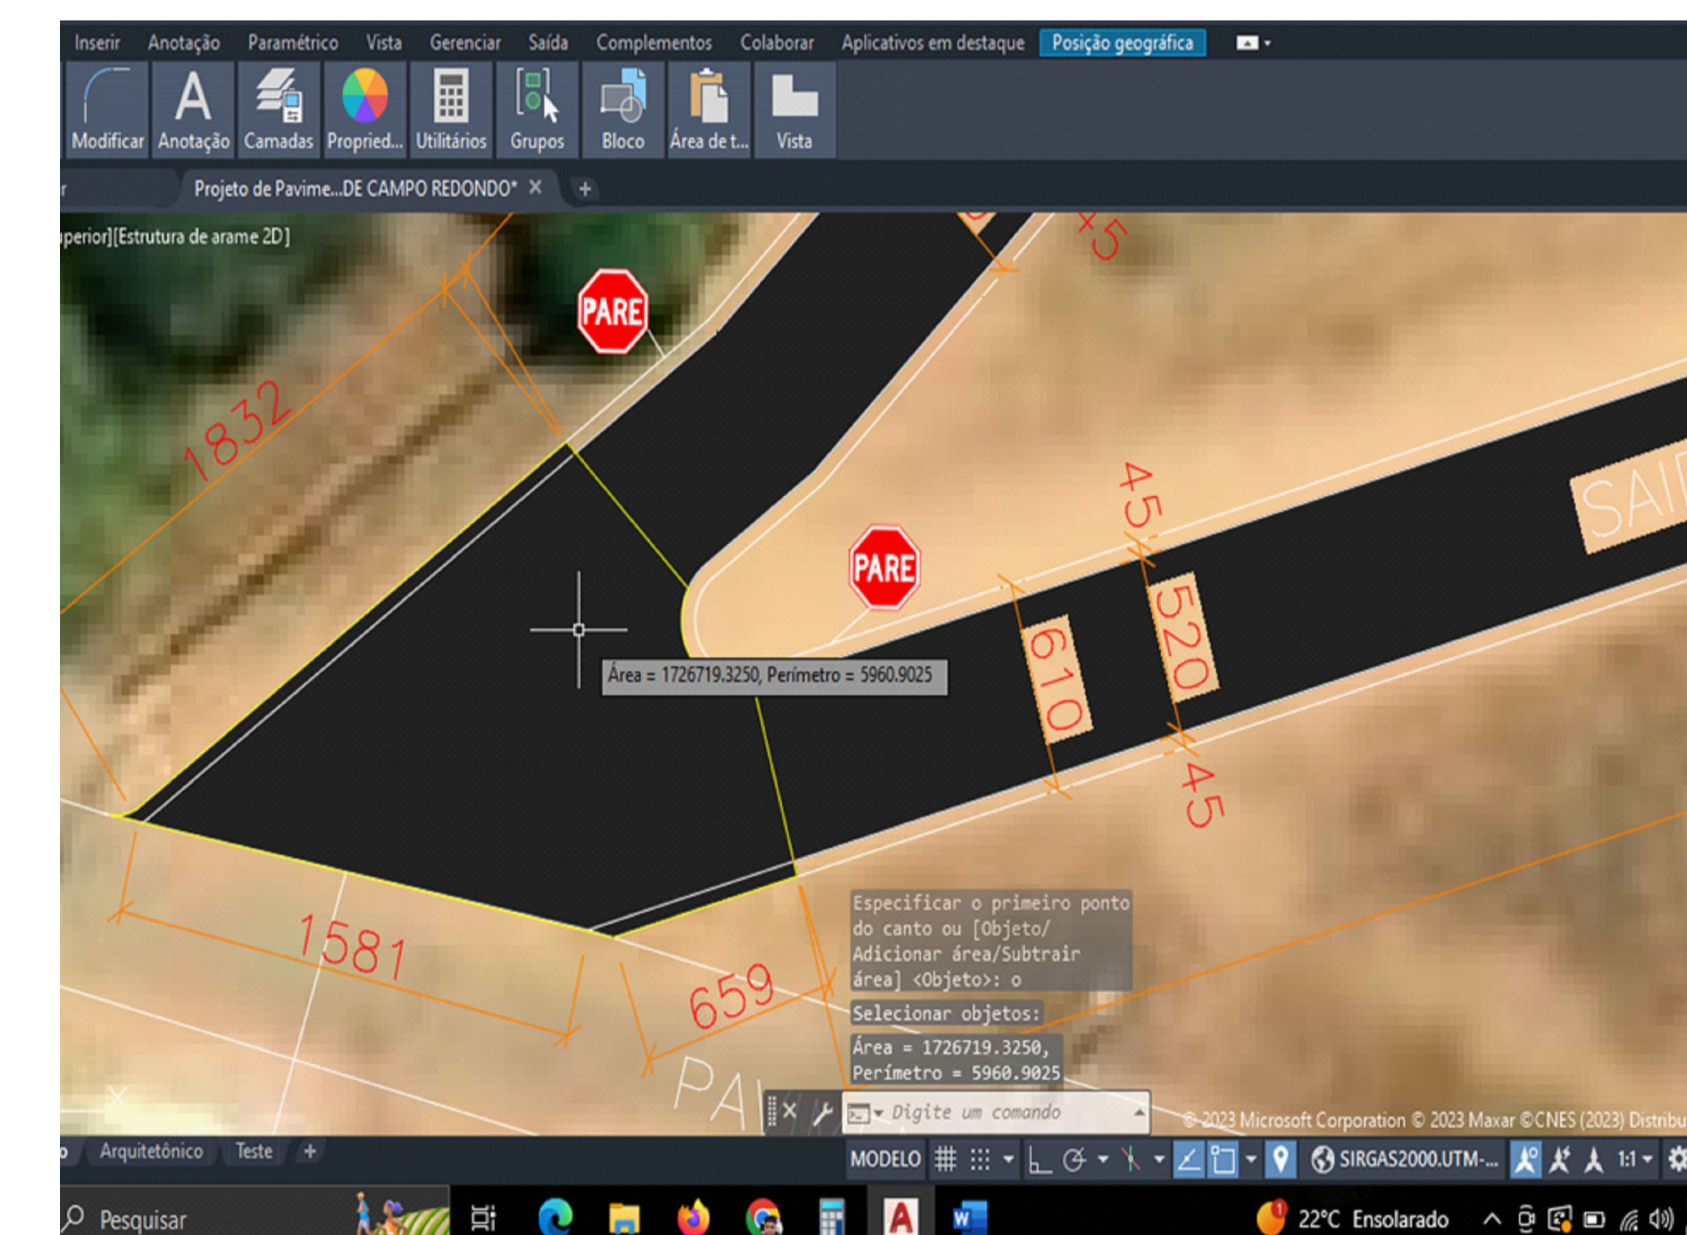 Inserir Anotação Paramétrico Vista Gerenciar Saída Complementos Colaborar Aplicativos em destaque Posição geográfica
Modificar Anotação Camadas Propried... Utilitários Grupos Bloco Área de t... Vista
Projeto de Pavime...DE CAMPO REDONDO*
perior][Estrutura de arame 2D]
×5
PARE
1832
45
SAI
PARE
520
610
Área = 1726719.3250, Perímetro = 5960.9025
45
Especificar o primeiro ponto
do canto ou [Objeto/
Adicionar área/Subtrair
área] <Objeto>: o
1581
659
Selecionar objetos:
Área = 1726719.3250,
Perímetro = 5960.9025
PA
Digite um comando
© 2023 Microsoft Corporation © 2023 Maxar ©CNES (2023) Distribu
Arquitetônico Teste +
MODELO SIRGAS2000.UTM-... 1:1
Pesquisar
1
22°C Ensolarado